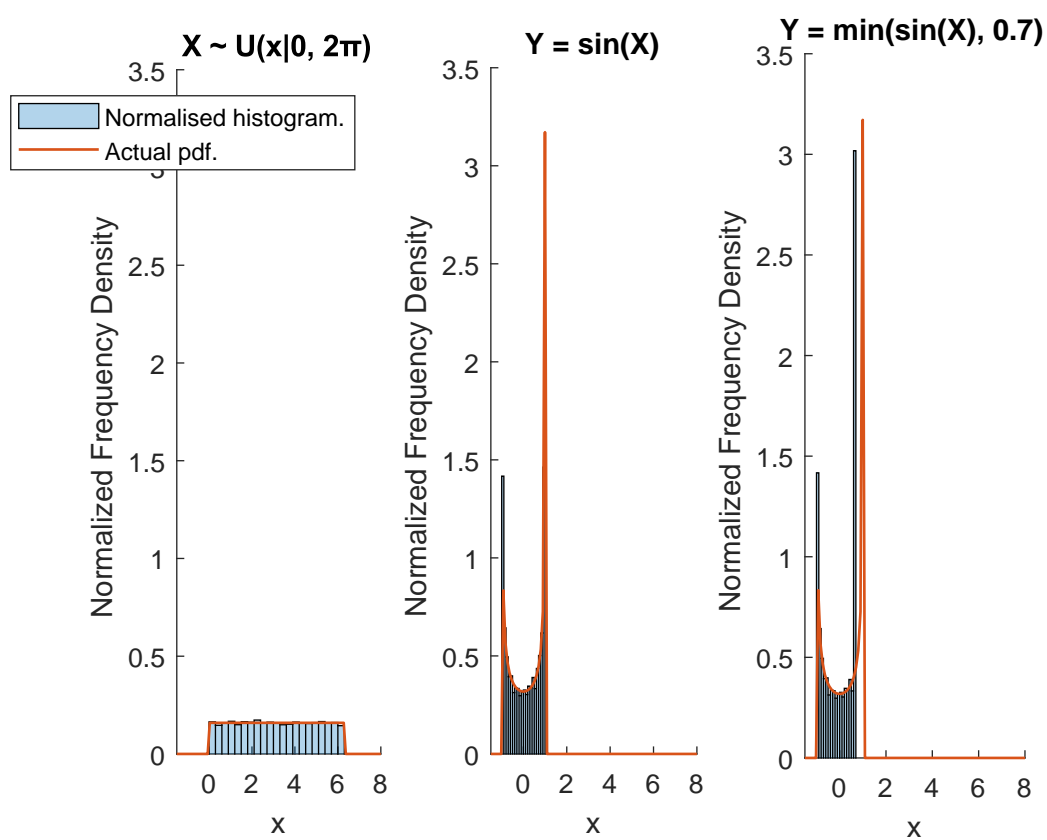 X ~ U(x|0, 2π)
Normalised histogram.
Actual pdf.
3.5
3
2.5
2
1.5
1
0.5
0
0 2 4 6 8
x
Normalized Frequency Density
Y = sin(X)
3.5
3
2.5
2
1.5
1
0.5
0
0 2 4 6 8
x
Normalized Frequency Density
Y = min(sin(X), 0.7)
3.5
3
2.5
2
1.5
1
0.5
0
0 2 4 6 8
x
Normalized Frequency Density